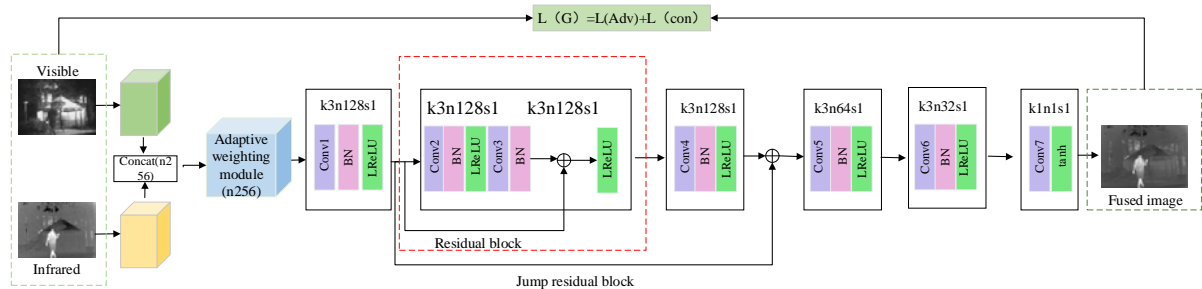 L（G）=L(Adv)+L（con）
Visible
Concat(n2
56)
Infrared
Adaptive
weighting
module
(n256)
k3n128s1
Conv1
BN
LReLU
k3n128s1
k3n128s1
Conv2
BN
LReLU
Conv3
BN
LReLU
Residual block
Jump residual block
k3n128s1
Conv4
BN
LReLU
k3n64s1
Conv5
BN
LReLU
k3n32s1
Conv6
BN
LReLU
k1n1s1
Conv7
tanh
Fused image